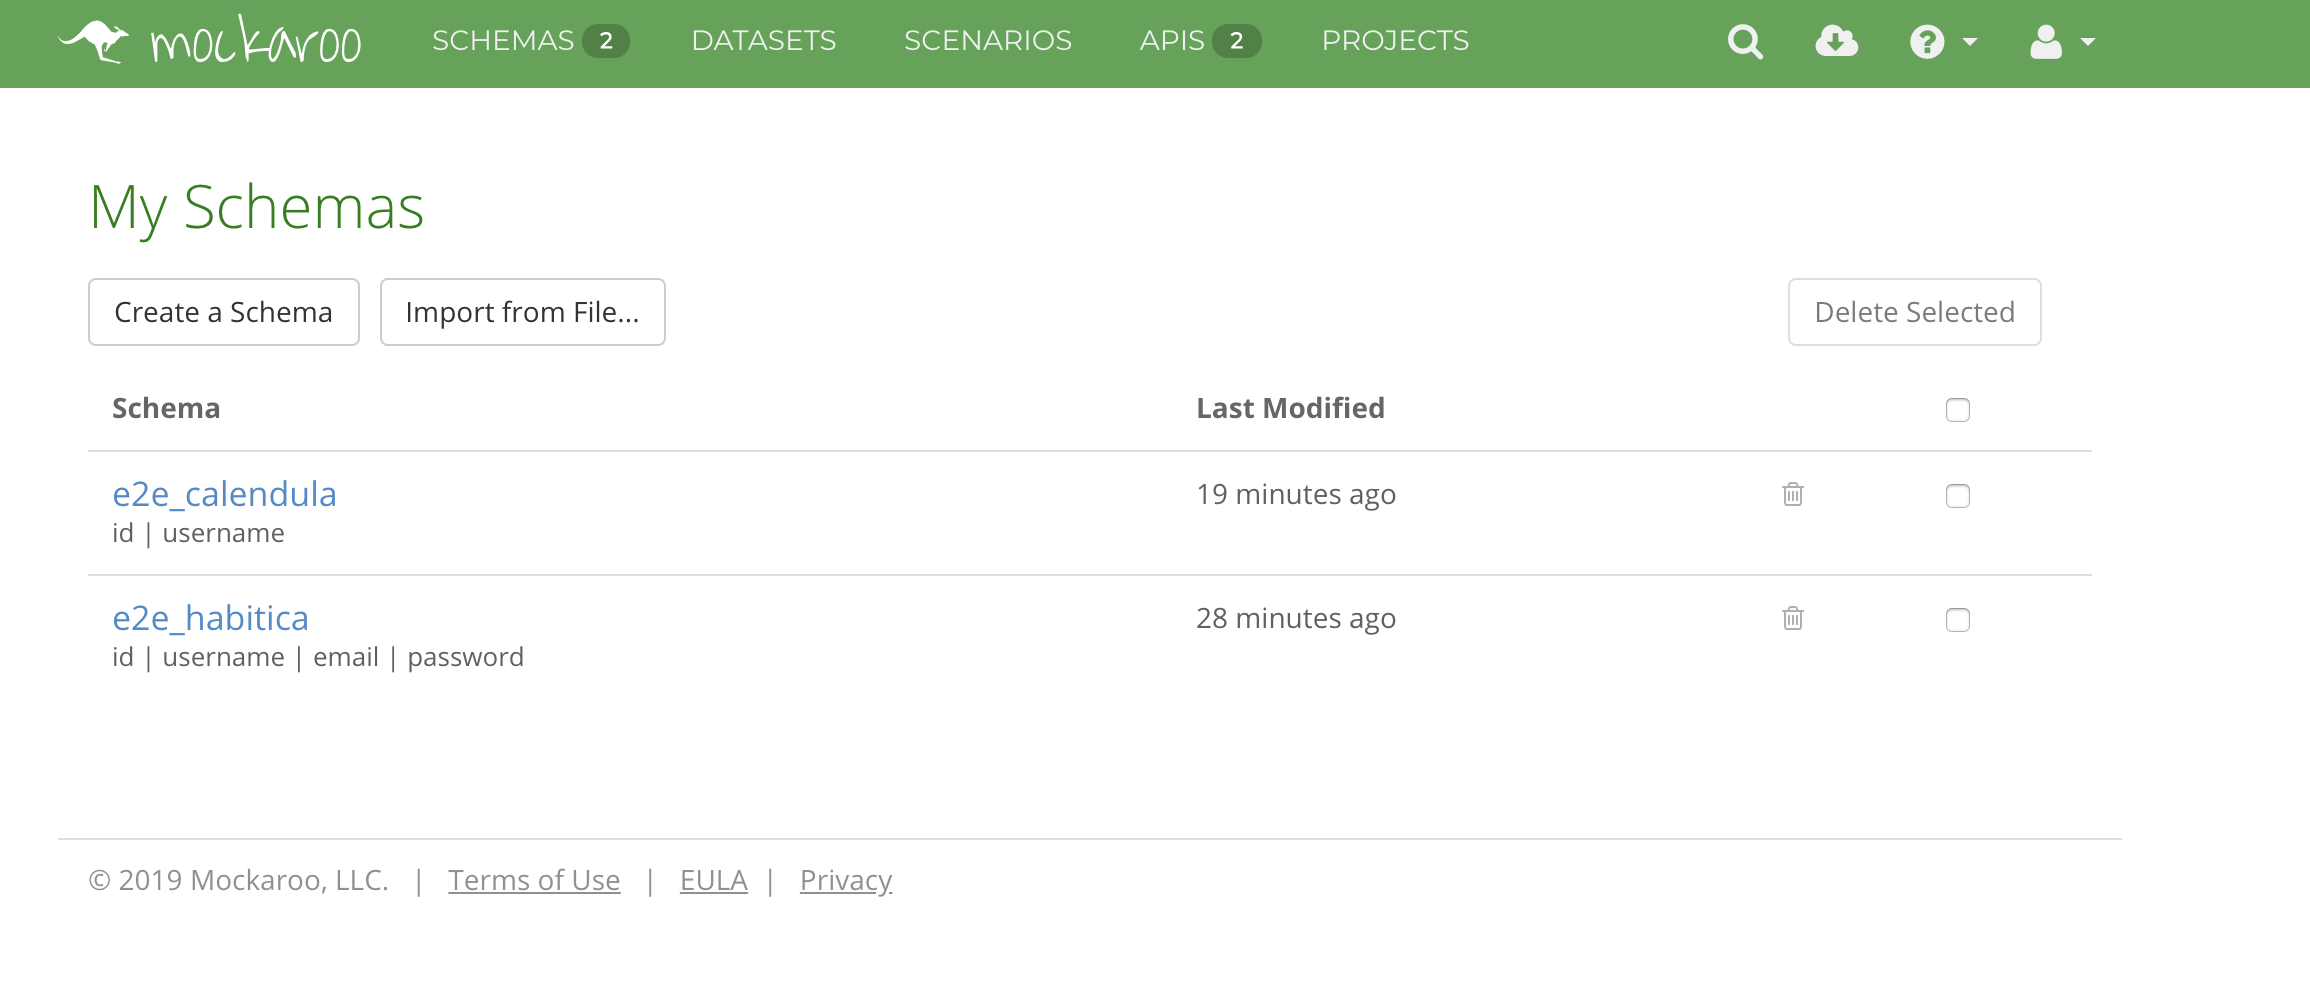 mockaroo SCHEMAS 2 DATASETS SCENARIOS APIS 2 PROJECTS ?
My Schemas
Create a Schema Import from File... Delete Selected
Schema Last Modified
e2e_calendula 19 minutes ago
id | username
e2e_habitica 28 minutes ago
id | username | email | password
© 2019 Mockaroo, LLC. | Terms of Use | EULA | Privacy